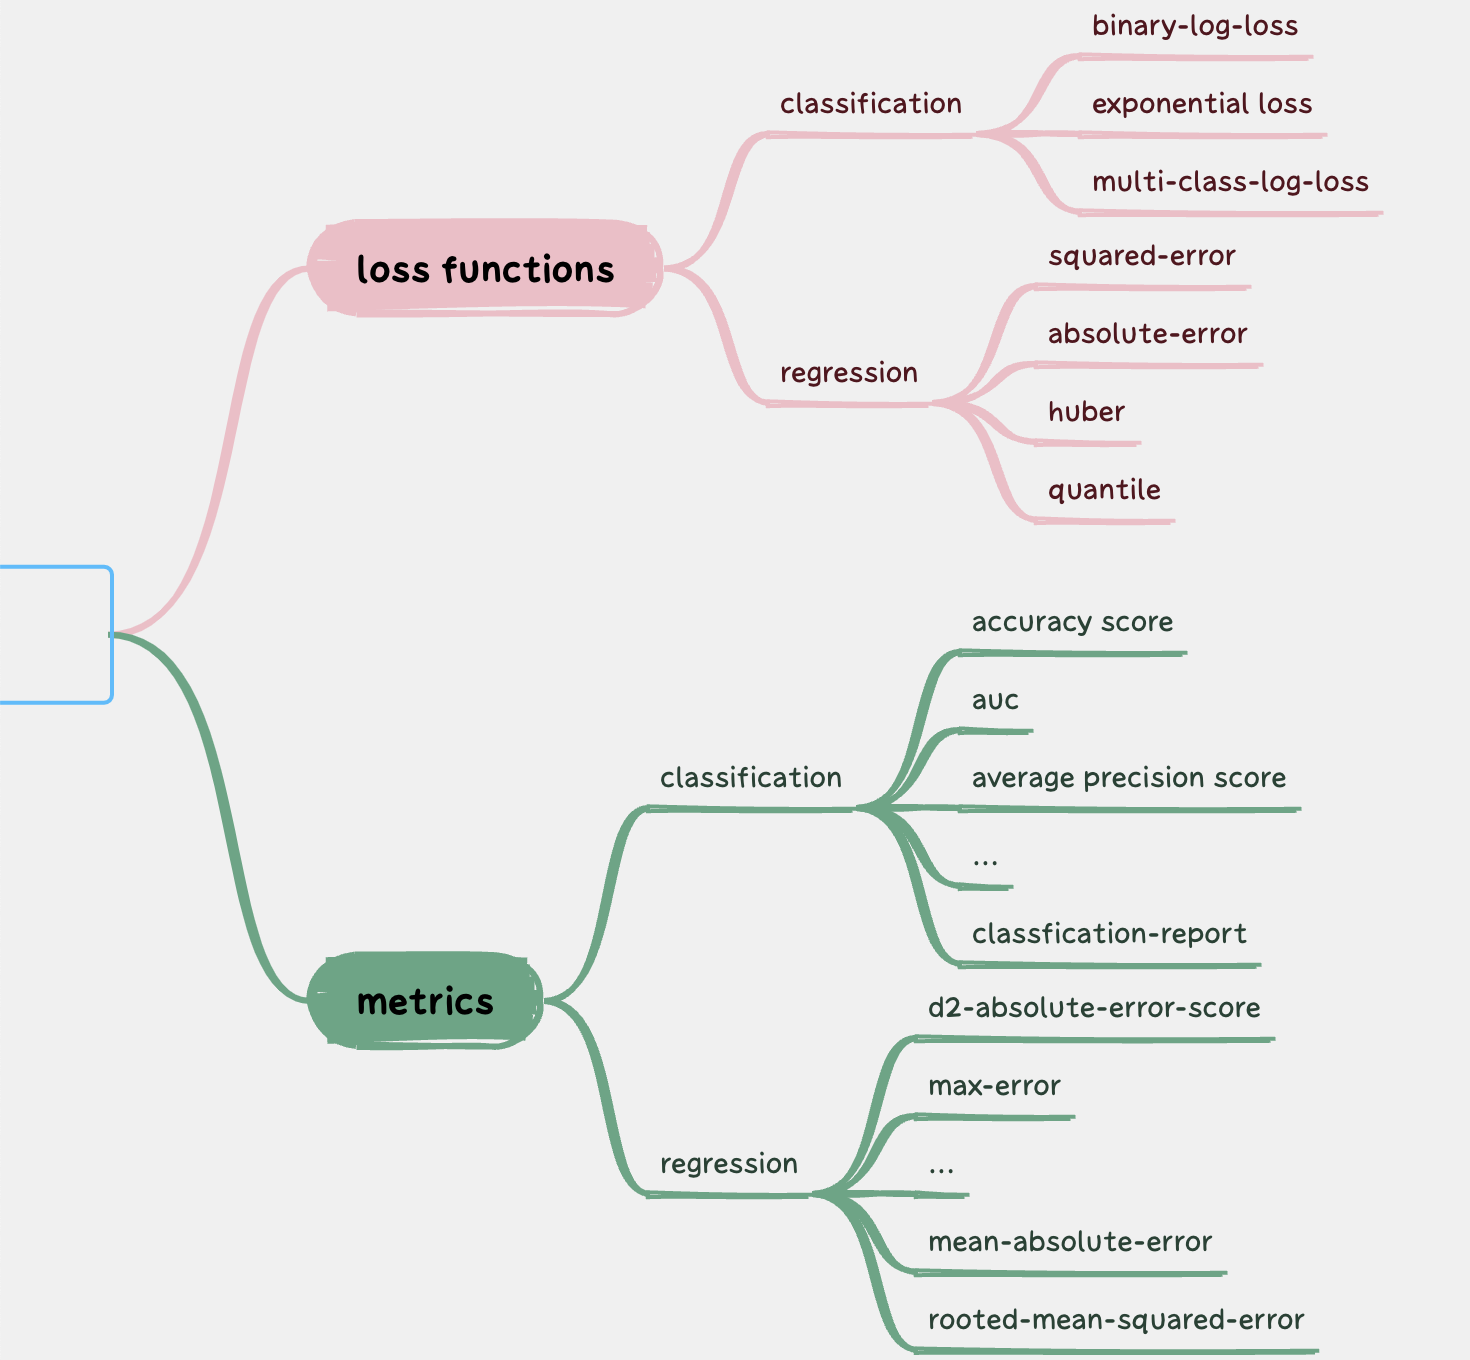 binary-log-loss
classification
exponential loss
multi-class-log-loss
loss functions
squared-error
absolute-error
regression
huber
quantile
accuracy score
auc
classification
average precision score
...
classfication-report
metrics
d2-absolute-error-score
max-error
regression
...
mean-absolute-error
rooted-mean-squared-error